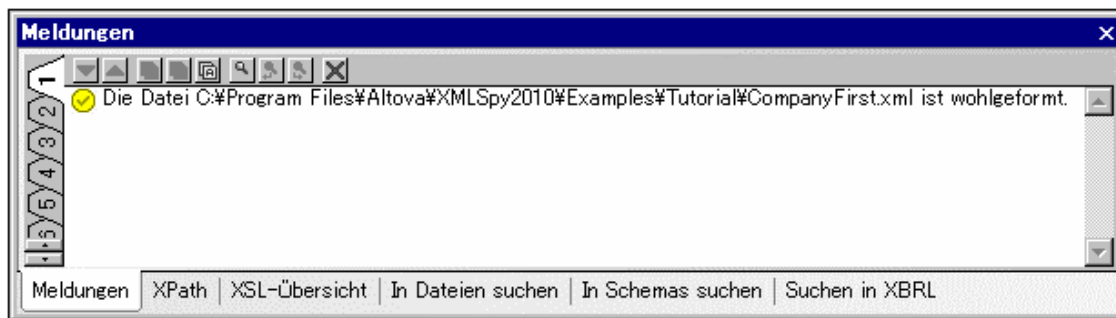 Meldungen
Die Datei C:¥Program Files¥Altova¥XMLSpy2010¥Examples¥Tutorial¥CompanyFirst.xml ist wohlgeformt.
1
2
3
4
5
6
Meldungen XPath XSL-Übersicht In Dateien suchen In Schemas suchen Suchen in XBRL